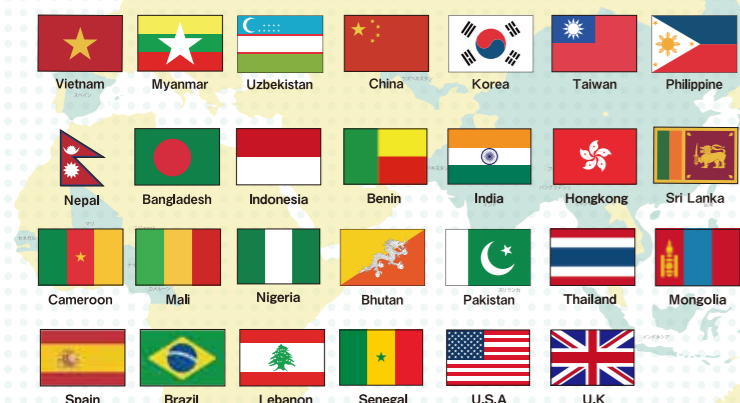 Vietnam
Myanmar
Uzbekistan
China
Korea
Taiwan
Philippine
Nepal
Bangladesh
Indonesia
Benin
India
Hongkong
Sri Lanka
Cameroon
Mali
Nigeria
Bhutan
Pakistan
Thailand
Mongolia
Spain
Brazil
Lebanon
Senegal
U.S.A
U.K